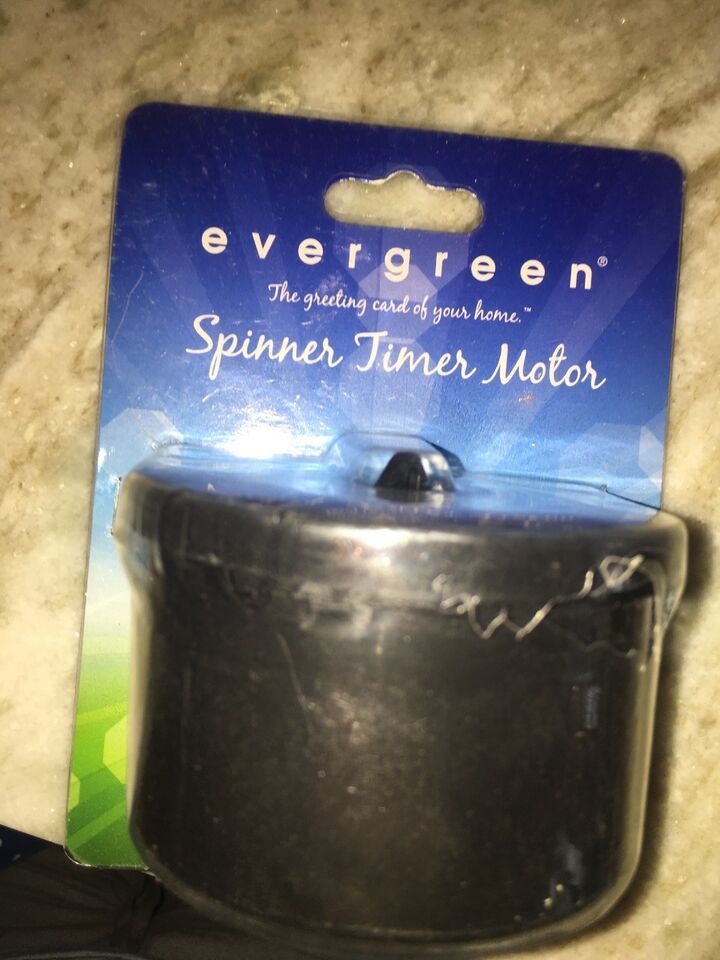 evergreen®
The greeting card of your home.™
Spinner Timer Motor